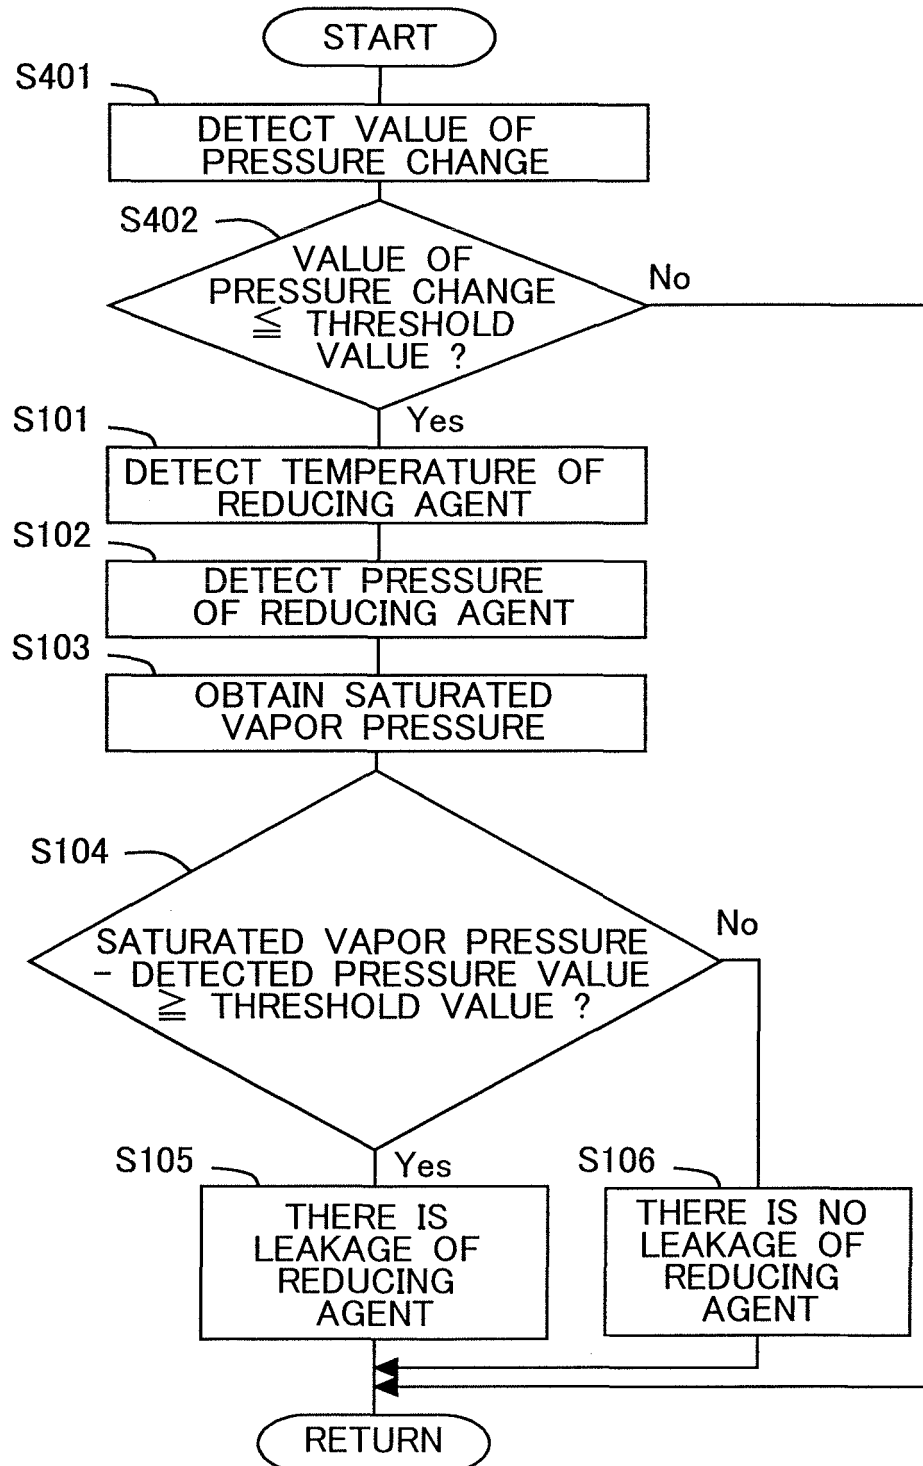 START
S401
DETECT VALUE OF
PRESSURE CHANGE
S402
VALUE OF
PRESSURE CHANGE
≦ THRESHOLD
VALUE ?
No
Yes
S101
DETECT TEMPERATURE OF
REDUCING AGENT
S102
DETECT PRESSURE
OF REDUCING AGENT
S103
OBTAIN SATURATED
VAPOR PRESSURE
S104
SATURATED VAPOR PRESSURE
- DETECTED PRESSURE VALUE
≧ THRESHOLD VALUE ?
No
Yes
S105
THERE IS
LEAKAGE OF
REDUCING
AGENT
S106
THERE IS NO
LEAKAGE OF
REDUCING
AGENT
RETURN